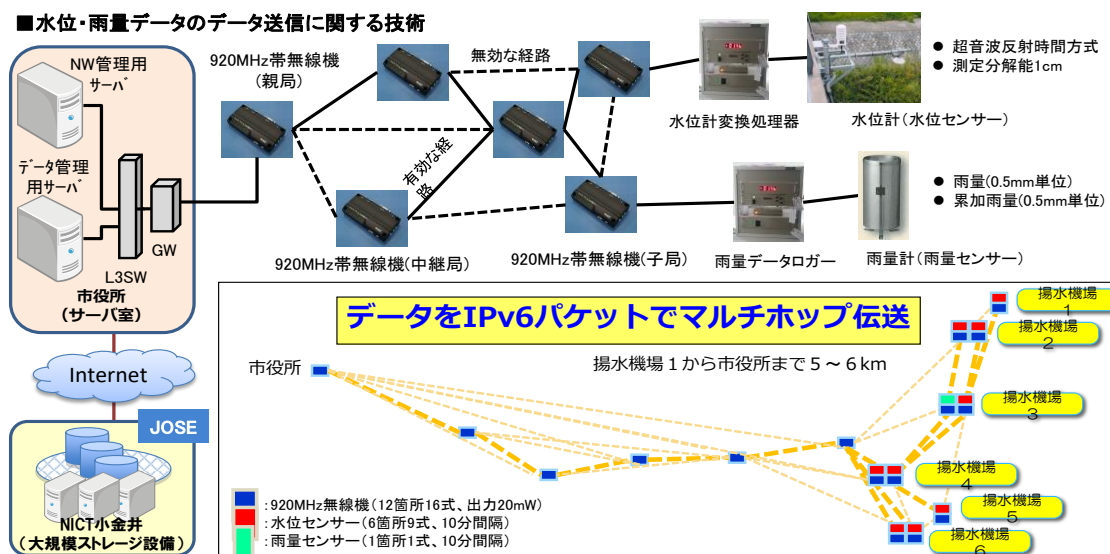 ■水位・雨量データのデータ送信に関する技術
NW管理用
サーバ
データ管理
用サーバ
L3SW
GW
市役所
(サーバ室)
Internet
JOSE
NICT小金井
(大規模ストレージ設備)
920MHz帯無線機
(親局)
無効な経路
有効な経
路
920MHz帯無線機(中継局)
920MHz帯無線機(子局)
水位計変換処理器
水位計(水位センサー)
● 超音波反射時間方式
● 測定分解能1cm
雨量データロガー
雨量計(雨量センサー)
● 雨量(0.5mm単位)
● 累加雨量(0.5mm単位)
データをIPv6パケットでマルチホップ伝送
市役所
揚水機場1から市役所まで5~6km
揚水機場
1
揚水機場
2
揚水機場
3
揚水機場
4
揚水機場
5
揚水機場
6
:920MHz無線機(12箇所16式、出力20mW)
:水位センサー(6箇所9式、10分間隔)
:雨量センサー(1箇所1式、10分間隔)